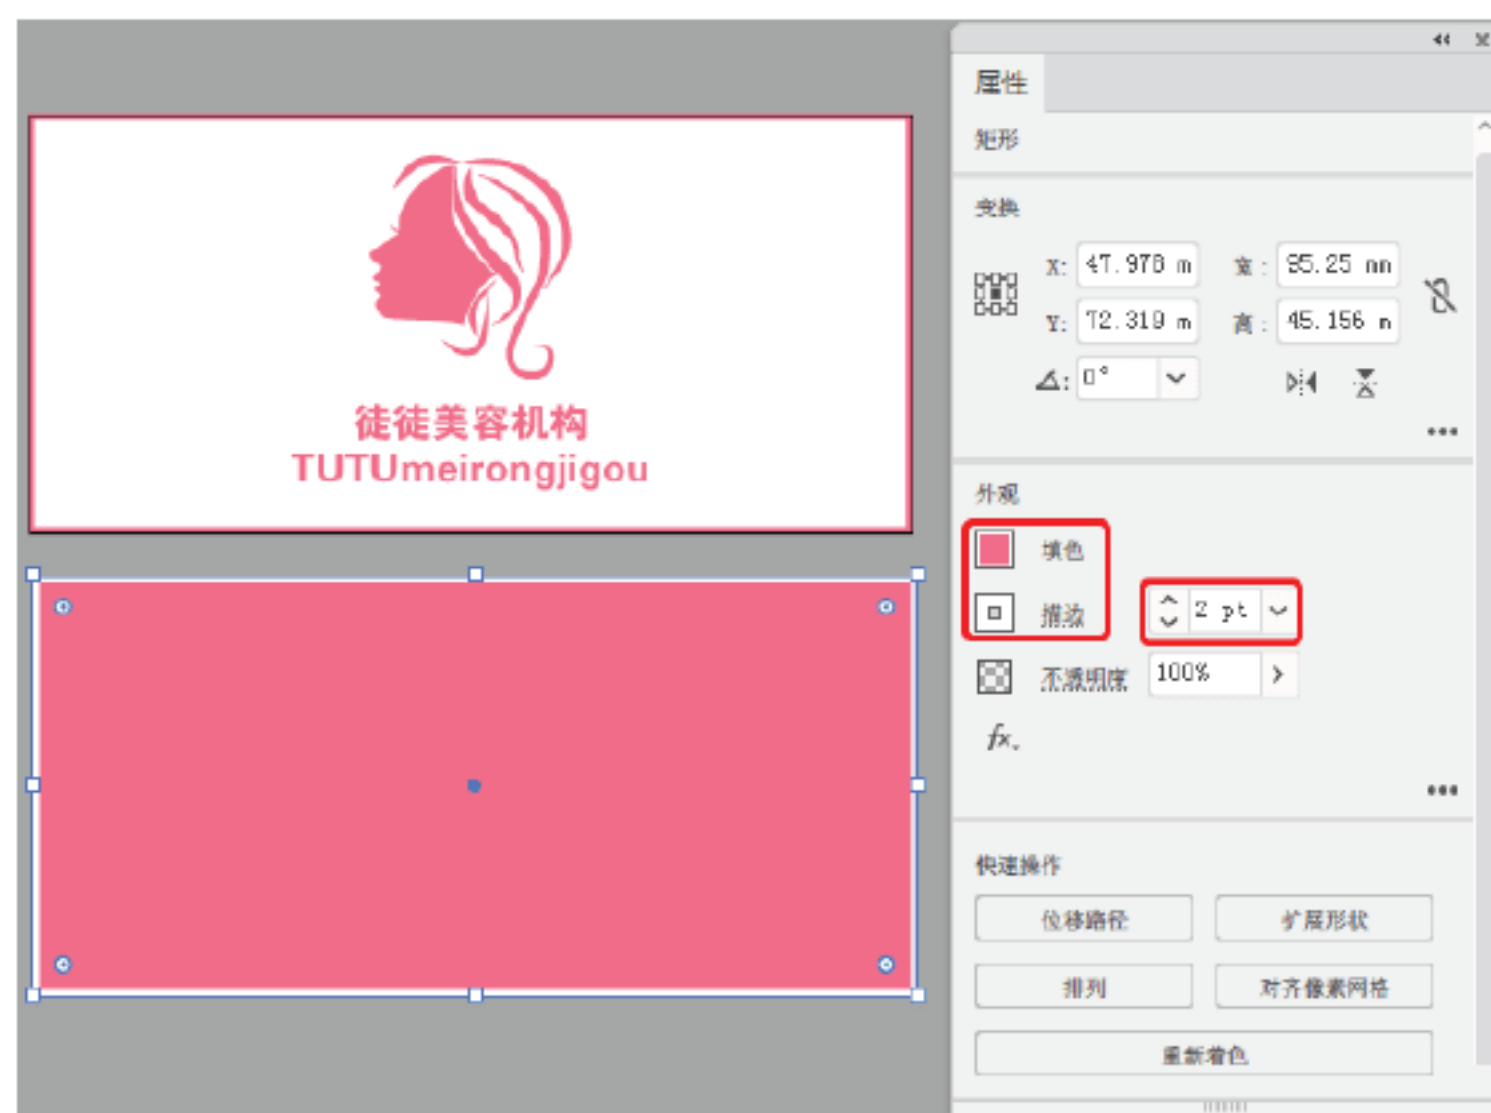 徒徒美容机构
TUTUmeirongjigou
属性
矩形
变换
X: 47.978 m 宽: 95.25 mm
Y: 72.319 m 高: 45.156 m
0°
外观
填色
描边 2 pt
不透明度 100%
fx.
快速操作
位移路径 扩展形状
排列 对齐像素网格
重新着色